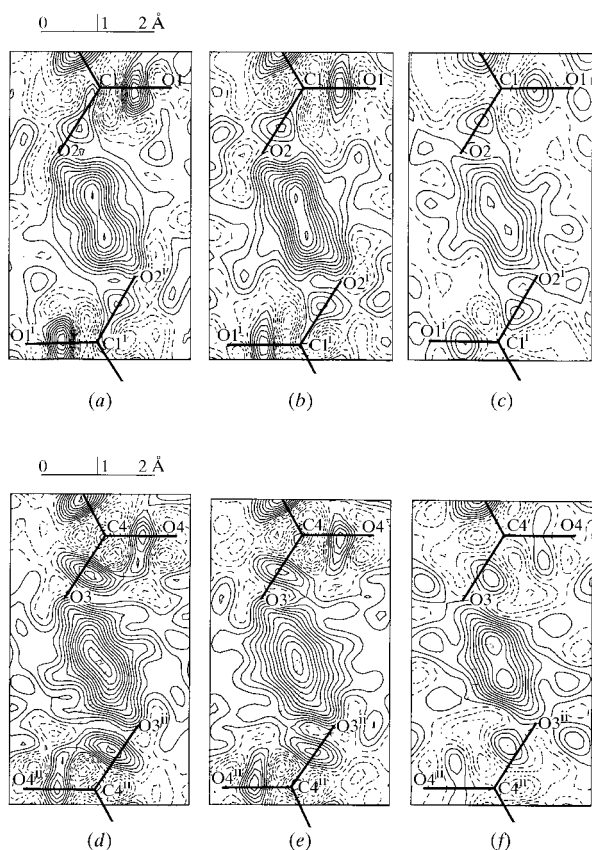 0 1 2 Å
C1 O1 C1 O1 C1 O1
O2 O2 O2
O2ⁱ O2ⁱ O2ⁱ
O1ⁱ C1ⁱ O1ⁱ C1ⁱ O1ⁱ C1ⁱ
(a) (b) (c)
0 1 2 Å
C4 O4 C4 O4 C4 O4
O3 O3 O3
O3ⁱⁱ O3ⁱⁱ O3ⁱⁱ
O4ⁱⁱ C4ⁱⁱ O4ⁱⁱ C4ⁱⁱ O4ⁱⁱ C4ⁱⁱ
(d) (e) (f)